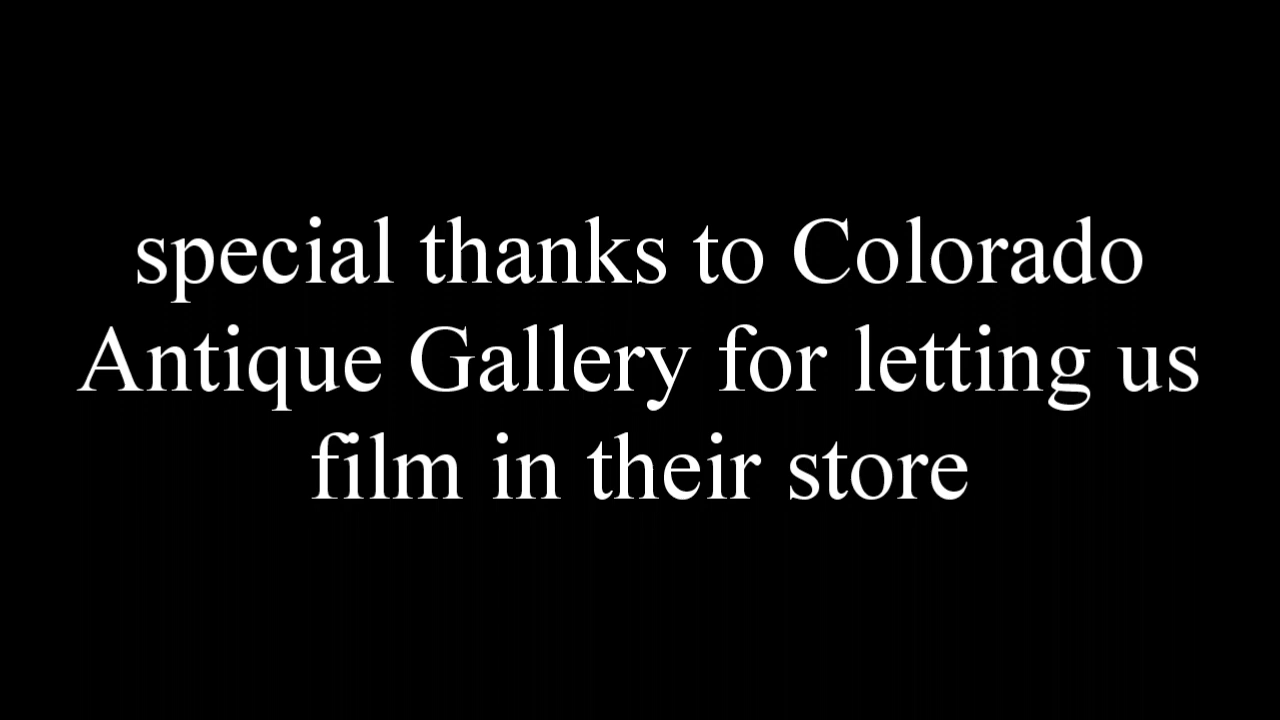 special thanks to Colorado
Antique Gallery for letting us
film in their store